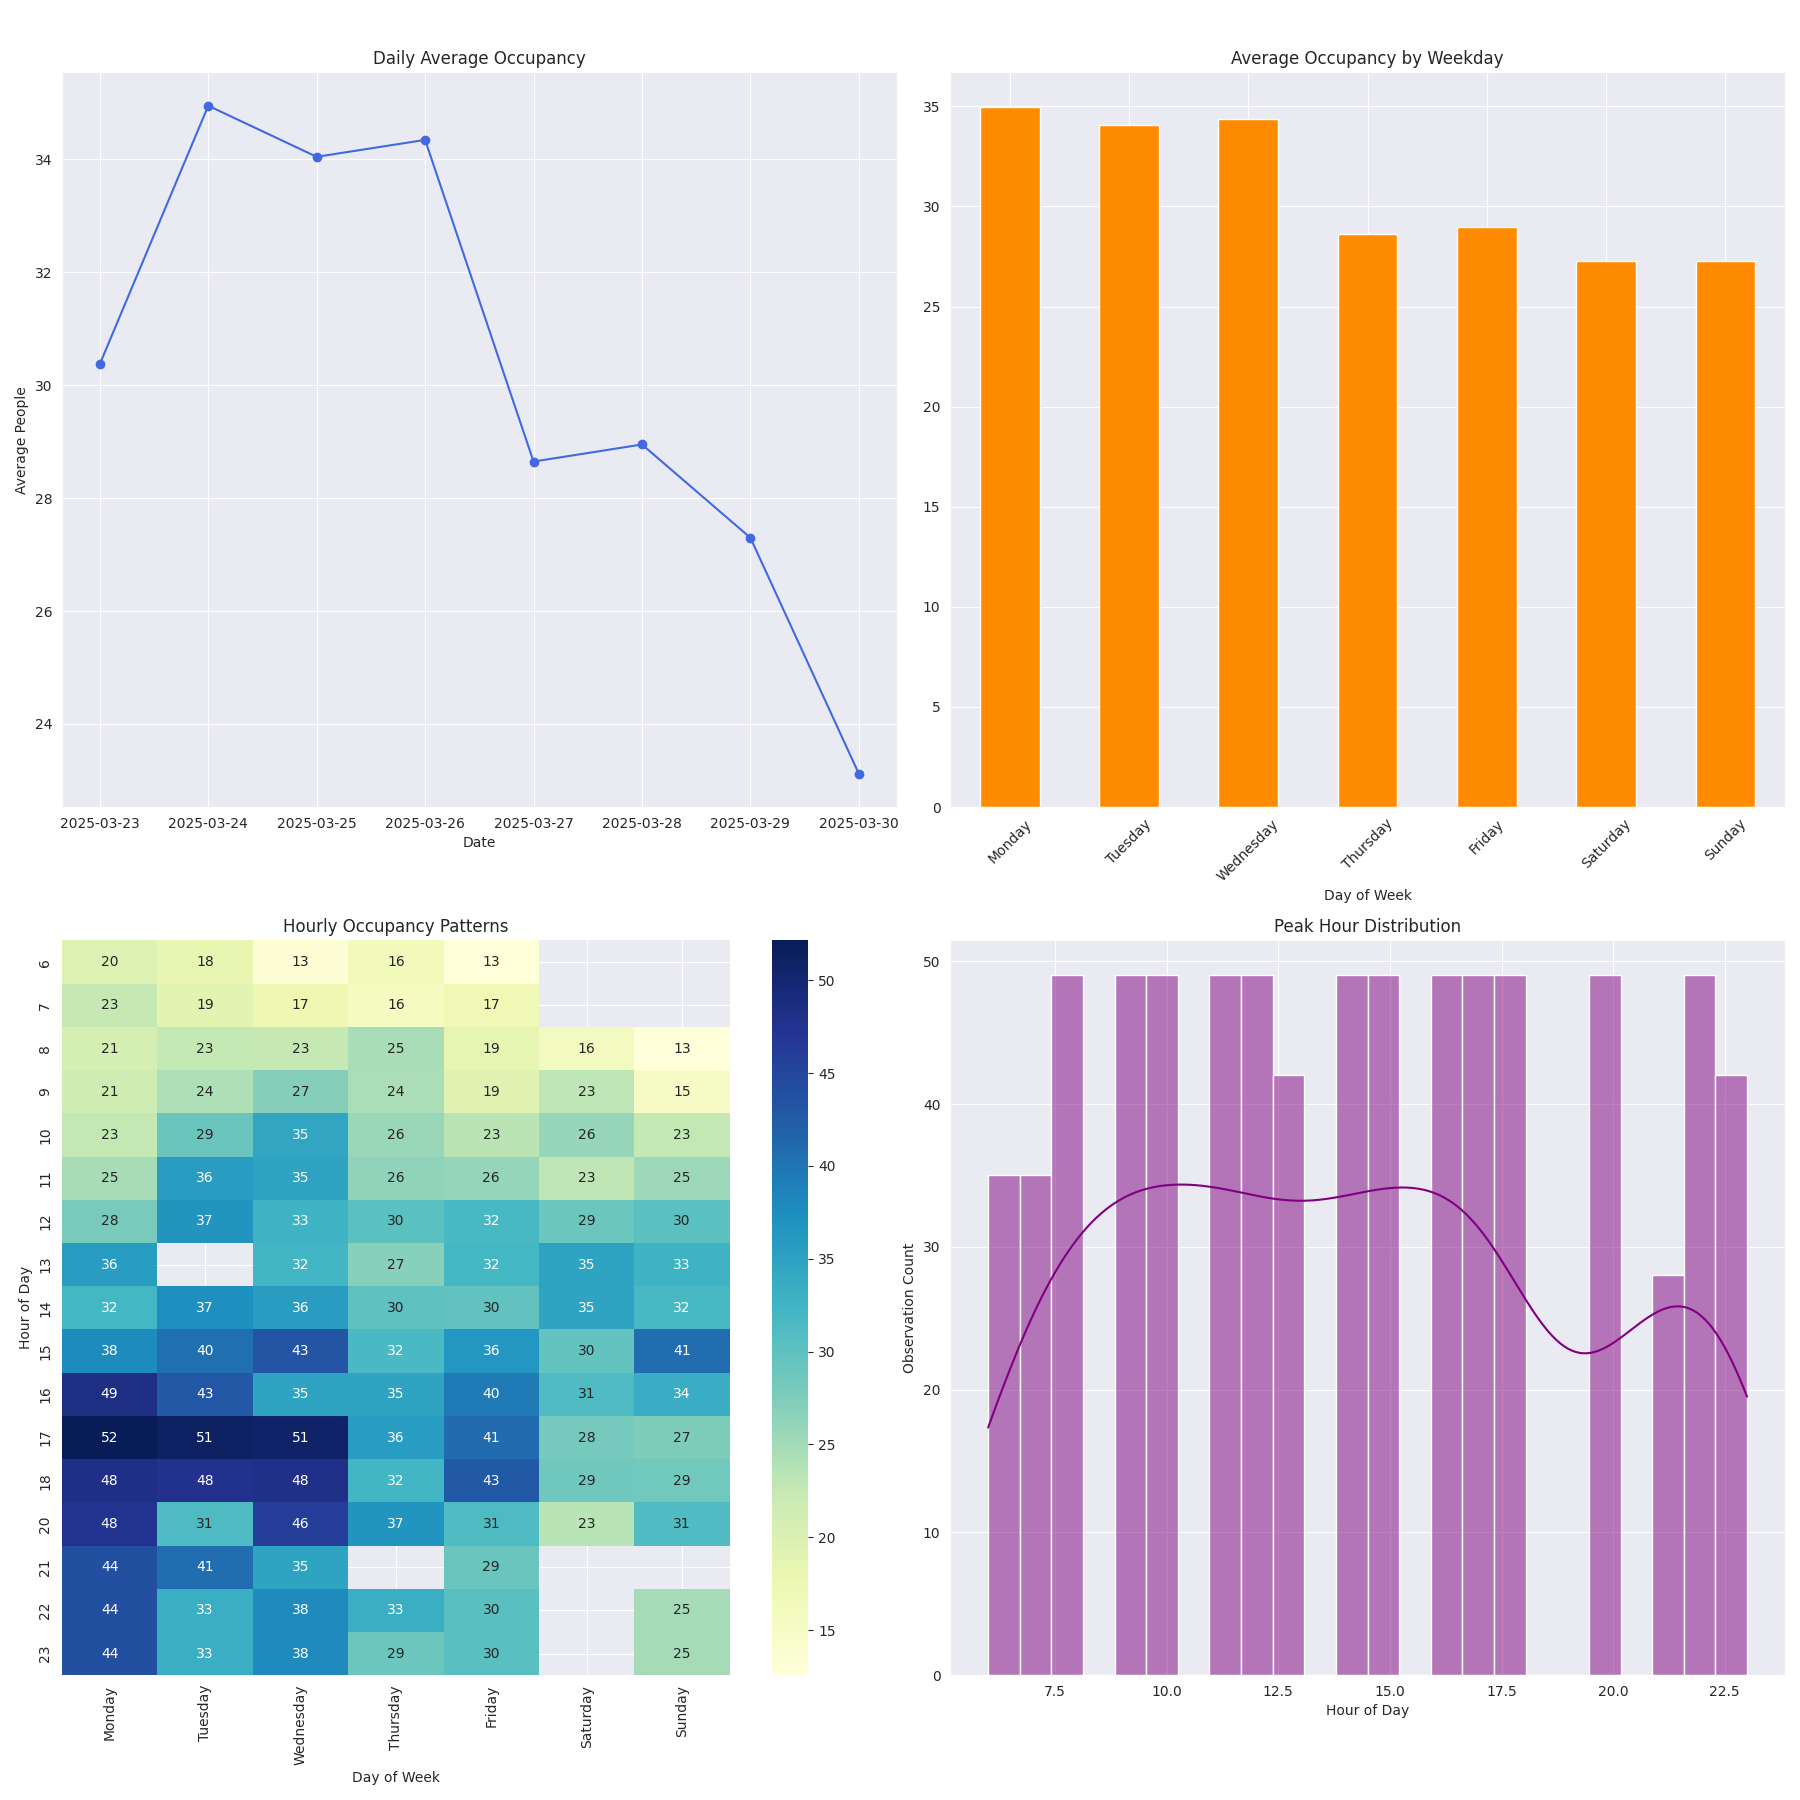 Daily Average Occupancy
34
32
30
28
26
24
Average People
2025-03-23 2025-03-24 2025-03-25 2025-03-26 2025-03-27 2025-03-28 2025-03-29 2025-03-30
Date
Average Occupancy by Weekday
35
30
25
20
15
10
5
0
Monday Tuesday Wednesday Thursday Friday Saturday Sunday
Day of Week
Hourly Occupancy Patterns
6 20 18 13 16 13
7 23 19 17 16 17
8 21 23 23 25 19 16 13
9 21 24 27 24 19 23 15
10 23 29 35 26 23 26 23
11 25 36 35 26 26 23 25
12 28 37 33 30 32 29 30
13 36 32 27 32 35 33
14 32 37 36 30 30 35 32
15 38 40 43 32 36 30 41
16 49 43 35 35 40 31 34
17 52 51 51 36 41 28 27
18 48 48 48 32 43 29 29
20 48 31 46 37 31 23 31
21 44 41 35 29
22 44 33 38 33 30 25
23 44 33 38 29 30 25
Hour of Day
Monday Tuesday Wednesday Thursday Friday Saturday Sunday
Day of Week
50
45
40
35
30
25
20
15
Peak Hour Distribution
50
40
30
20
10
0
Observation Count
7.5 10.0 12.5 15.0 17.5 20.0 22.5
Hour of Day